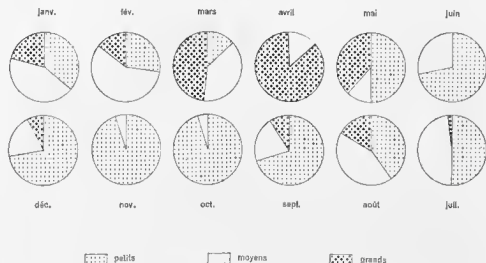 janv. fév. mars avril mai juin
déc. nov. oct. sept. août juil.
petits moyens grands